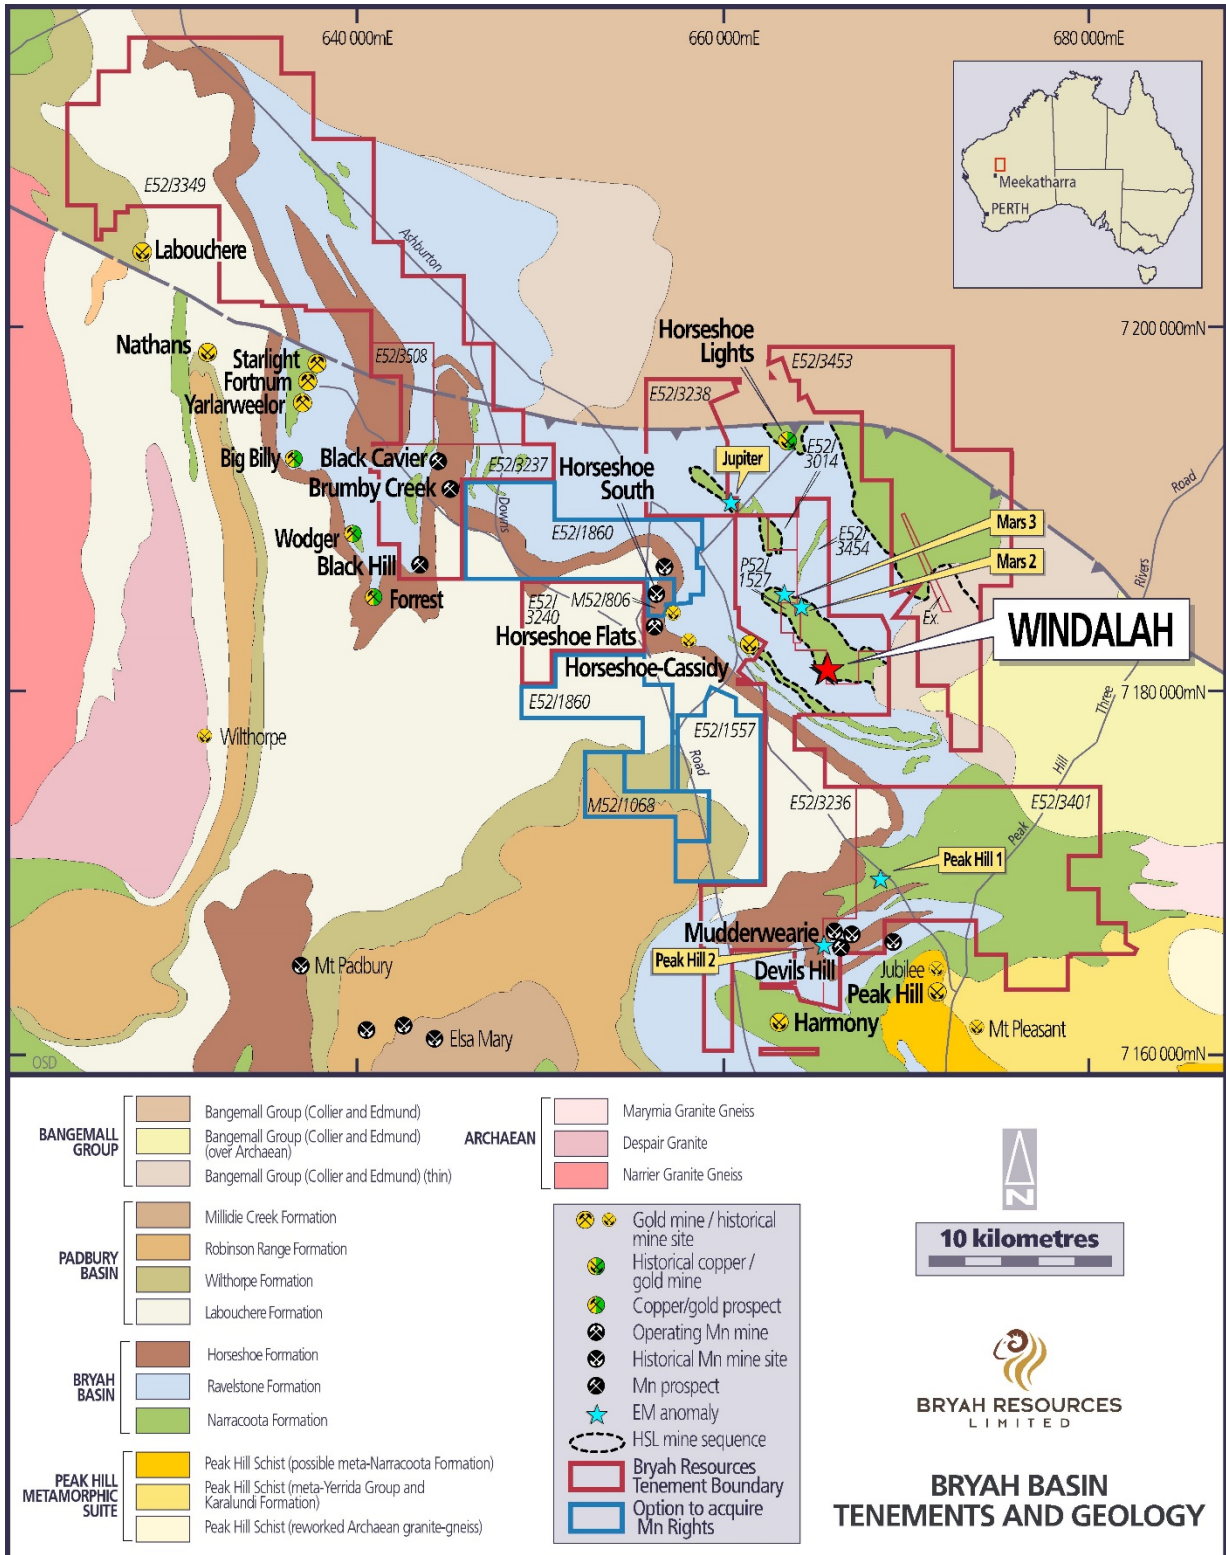 640 000mE
660 000mE
680 000mE
Meekatharra
PERTH
E52/3349
Labouchere
Ashburton
7 200 000mN
Horseshoe
Lights
Nathans
Starlight
Fortnum
Yarlarweelor
E52/3508
E52/3453
E52/3238
Big Billy
Black Cavier
Brumby Creek
E52/3237
Horseshoe
South
Jupiter
E52/
3014
Road
Downs
E52/1860
E52/
3454
Mars 3
Mars 2
Wodger
Black Hill
Forrest
P52/
1527
M52/806
E52/
3240
Rivers
Ex.
WINDALAH
Horseshoe Flats
Horseshoe-Cassidy
7 180 000mN
E52/1860
E52/1557
Three
Wilthorpe
Road
Hill
M52/1068
E52/3236
E52/3401
Peak
Peak Hill 1
Mudderwearie
Peak Hill 2
Devils Hill
Jubilee
Peak Hill
Mt Padbury
Harmony
Mt Pleasant
Elsa Mary
OSD
7 160 000mN
BANGEMALL
GROUP
Bangemall Group (Collier and Edmund)
Bangemall Group (Collier and Edmund)
(over Archaean)
Bangemall Group (Collier and Edmund) (thin)
PADBURY
BASIN
Millidie Creek Formation
Robinson Range Formation
Wilthorpe Formation
Labouchere Formation
BRYAH
BASIN
Horseshoe Formation
Ravelstone Formation
Narracoota Formation
PEAK HILL
METAMORPHIC
SUITE
Peak Hill Schist (possible meta-Narracoota Formation)
Peak Hill Schist (meta-Yerrida Group and
Karalundi Formation)
Peak Hill Schist (reworked Archaean granite-gneiss)
ARCHAEAN
Marymia Granite Gneiss
Despair Granite
Narrier Granite Gneiss
Gold mine / historical
mine site
Historical copper /
gold mine
Copper/gold prospect
Operating Mn mine
Historical Mn mine site
Mn prospect
EM anomaly
HSL mine sequence
Bryah Resources
Tenement Boundary
Option to acquire
Mn Rights
N
10 kilometres
BRYAH RESOURCES
LIMITED
BRYAH BASIN
TENEMENTS AND GEOLOGY